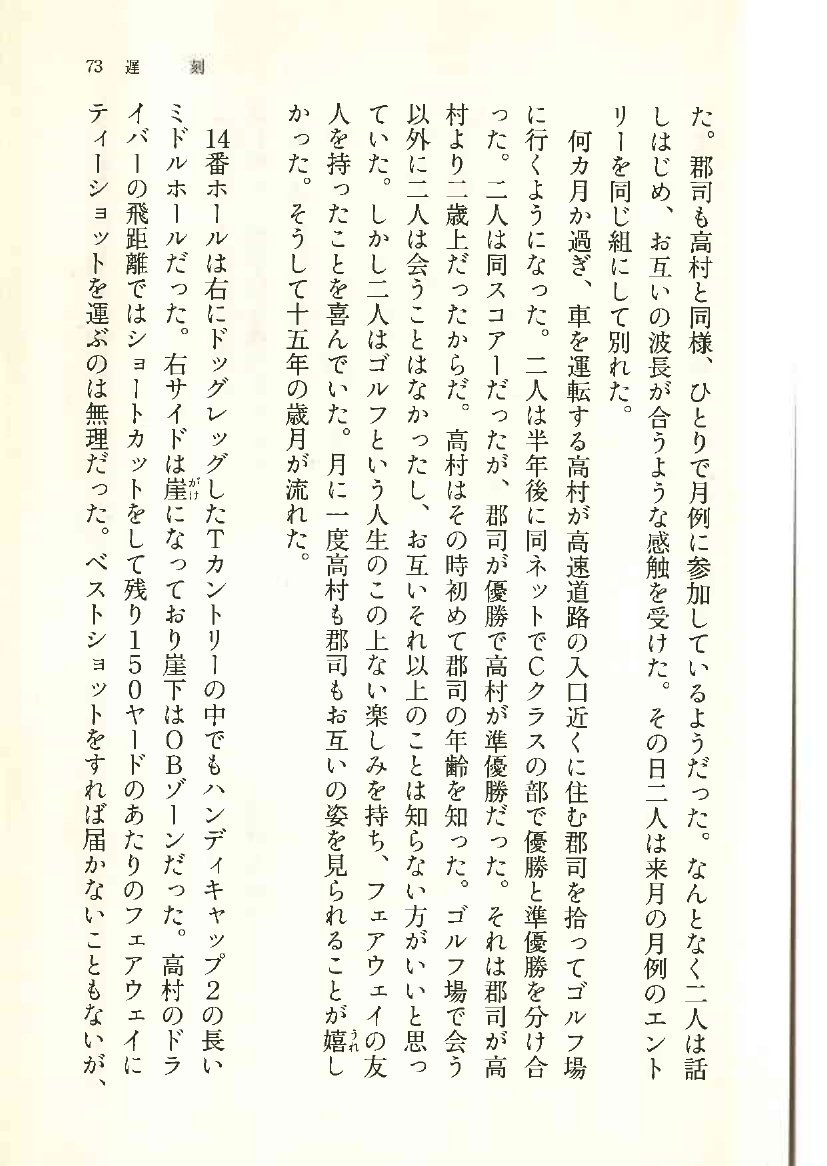 73 遅刻
た。郡司も高村と同様、ひとりで月例に参加しているようだった。なんとなく二人は話
しはじめ、お互いの波長が合うような感触を受けた。その日二人は来月の月例のエント
リーを同じ組にして別れた。
何カ月か過ぎ、車を運転する高村が高速道路の入口近くに住む郡司を拾ってゴルフ場
に行くようになった。二人は半年後に同ネットでCクラスの部で優勝と準優勝を分け合
った。二人は同スコアーだったが、郡司が優勝で高村が準優勝だった。それは郡司が高
村より二歳上だったからだ。高村はその時初めて郡司の年齢を知った。ゴルフ場で会う
以外に二人は会うことはなかったし、お互いそれ以上のことは知らない方がいいと思っ
ていた。しかし二人はゴルフという人生のこの上ない楽しみを持ち、フェアウェイの友
人を持ったことを喜んでいた。月に一度高村も郡司もお互いの姿を見られることが嬉うれし
かった。そうして十五年の歳月が流れた。
14番ホールは右にドッグレッグしたTカントリーの中でもハンディキャップ2の長い
ミドルホールだった。右サイドは崖がけになっており崖下はOBゾーンだった。高村のドラ
イバーの飛距離ではショートカットをして残り150ヤードのあたりのフェアウェイに
ティーショットを運ぶのは無理だった。ベストショットをすれば届かないこともないが、